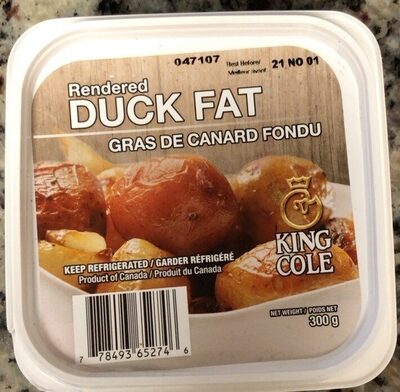 047107 Best Before/ 21 NO 01
Meilleur avant
Rendered
DUCK FAT
GRAS DE CANARD FONDU
KING
COLE
KEEP REFRIGERATED / GARDER RÉFRIGÉRÉ
Product of Canada / Produit du Canada
NET WEIGHT / POIDS NET
300 g
7 78493 65274 6